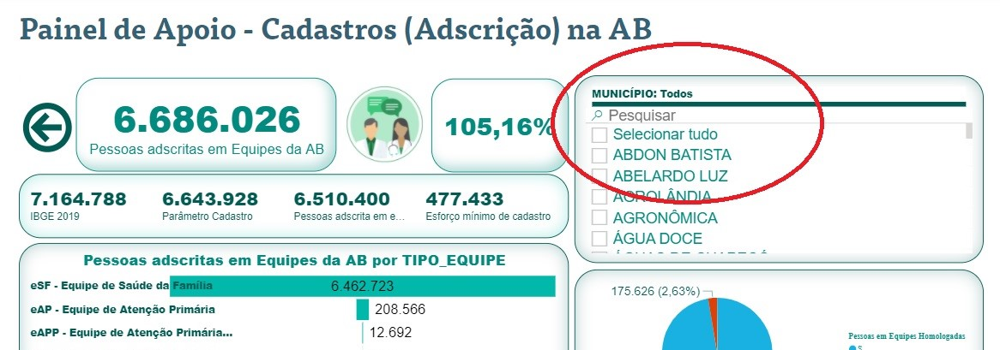 Painel de Apoio - Cadastros (Adscrição) na AB
6.686.026
Pessoas adscritas em Equipes da AB
105,16%
7.164.788
IBGE 2019
6.643.928
Parâmetro Cadastro
6.510.400
Pessoas adscrita em e...
477.433
Esforço mínimo de cadastro
MUNICÍPIO: Todos
Pesquisar
Selecionar tudo
ABDON BATISTA
ABELARDO LUZ
AGROLÂNDIA
AGRONÔMICA
ÁGUA DOCE
Pessoas adscritas em Equipes da AB por TIPO_EQUIPE
eSF - Equipe de Saúde da Família
6.462.723
eAP - Equipe de Atenção Primária
208.566
eAPP - Equipe de Atenção Primária...
12.692
175.626 (2,63%)
Pessoas em Equipes Homologadas
S